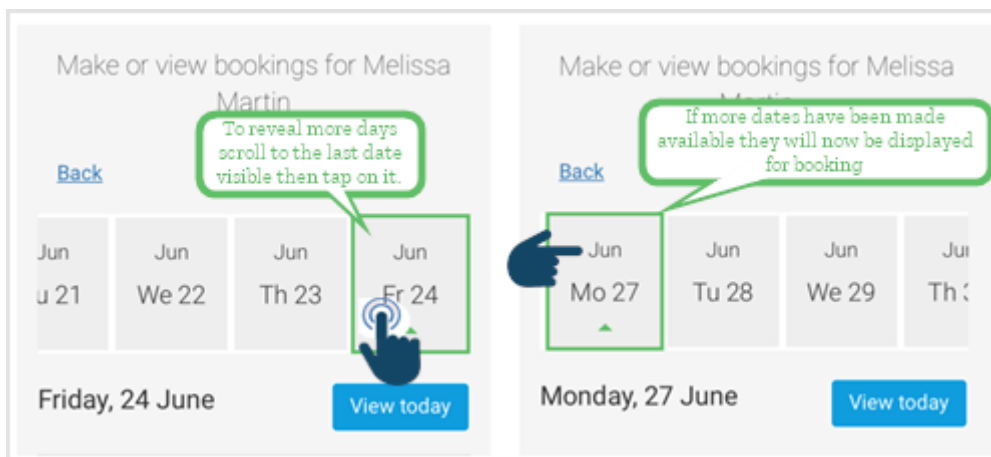 Make or view bookings for Melissa
Martin
To reveal more days
scroll to the last date
visible then tap on it.
Back
Jun
Jun
Jun
Jun
u 21
We 22
Th 23
Fr 24
Friday, 24 June
View today
Make or view bookings for Melissa
If more dates have been made
available they will now be displayed
for booking
Back
Jun
Jun
Jun
Mo 27
Tu 28
We 29
Th
Monday, 27 June
View today